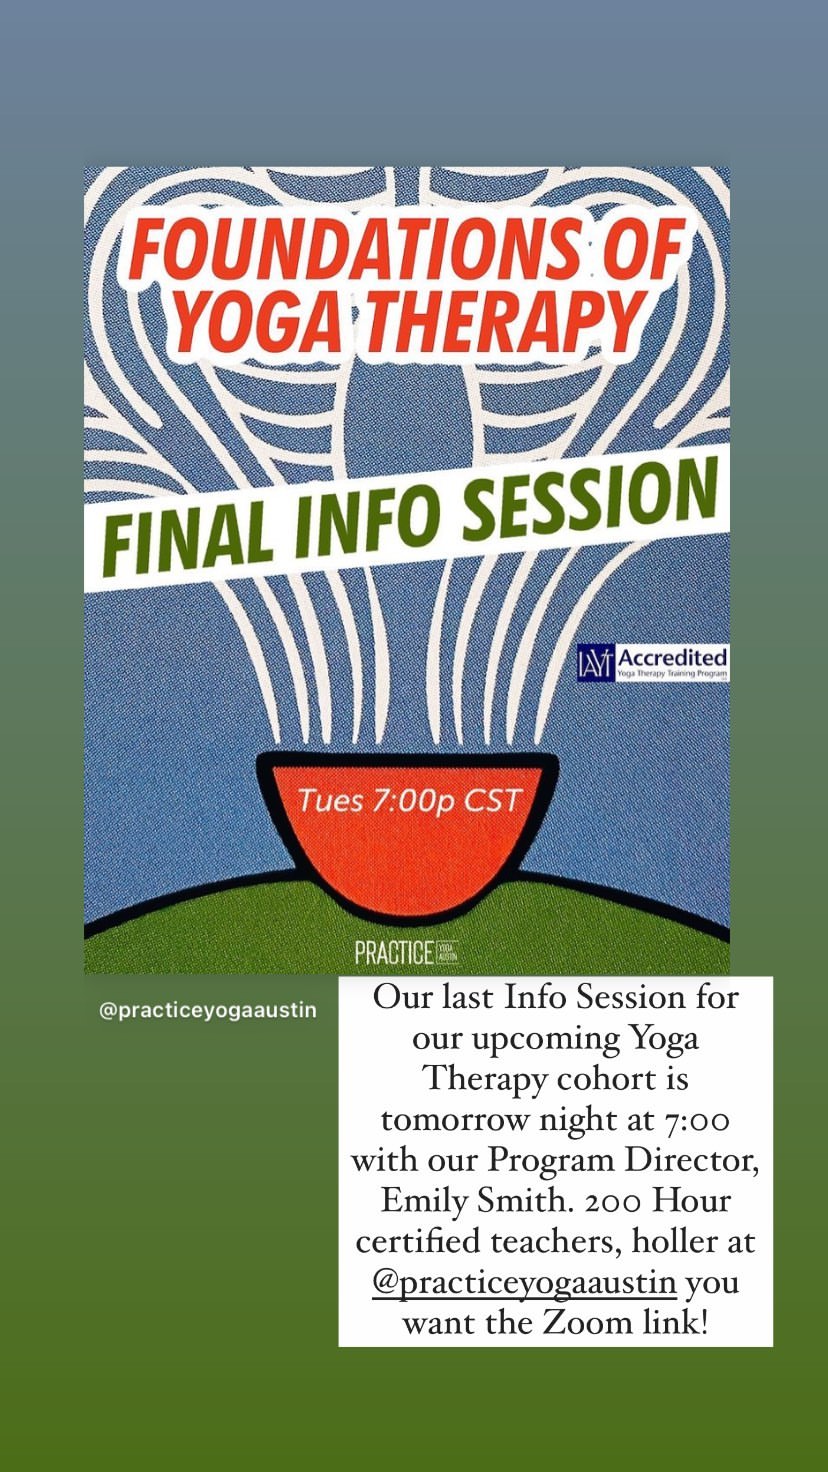 FOUNDATIONS OF
YOGA THERAPY
FINAL INFO SESSION
IAYT Accredited
Yoga Therapy Training Program
Tues 7:00p CST
PRACTICE YOGA AUSTIN
@practiceyogaaustin
Our last Info Session for
our upcoming Yoga
Therapy cohort is
tomorrow night at 7:00
with our Program Director,
Emily Smith. 200 Hour
certified teachers, holler at
@practiceyogaaustin you
want the Zoom link!